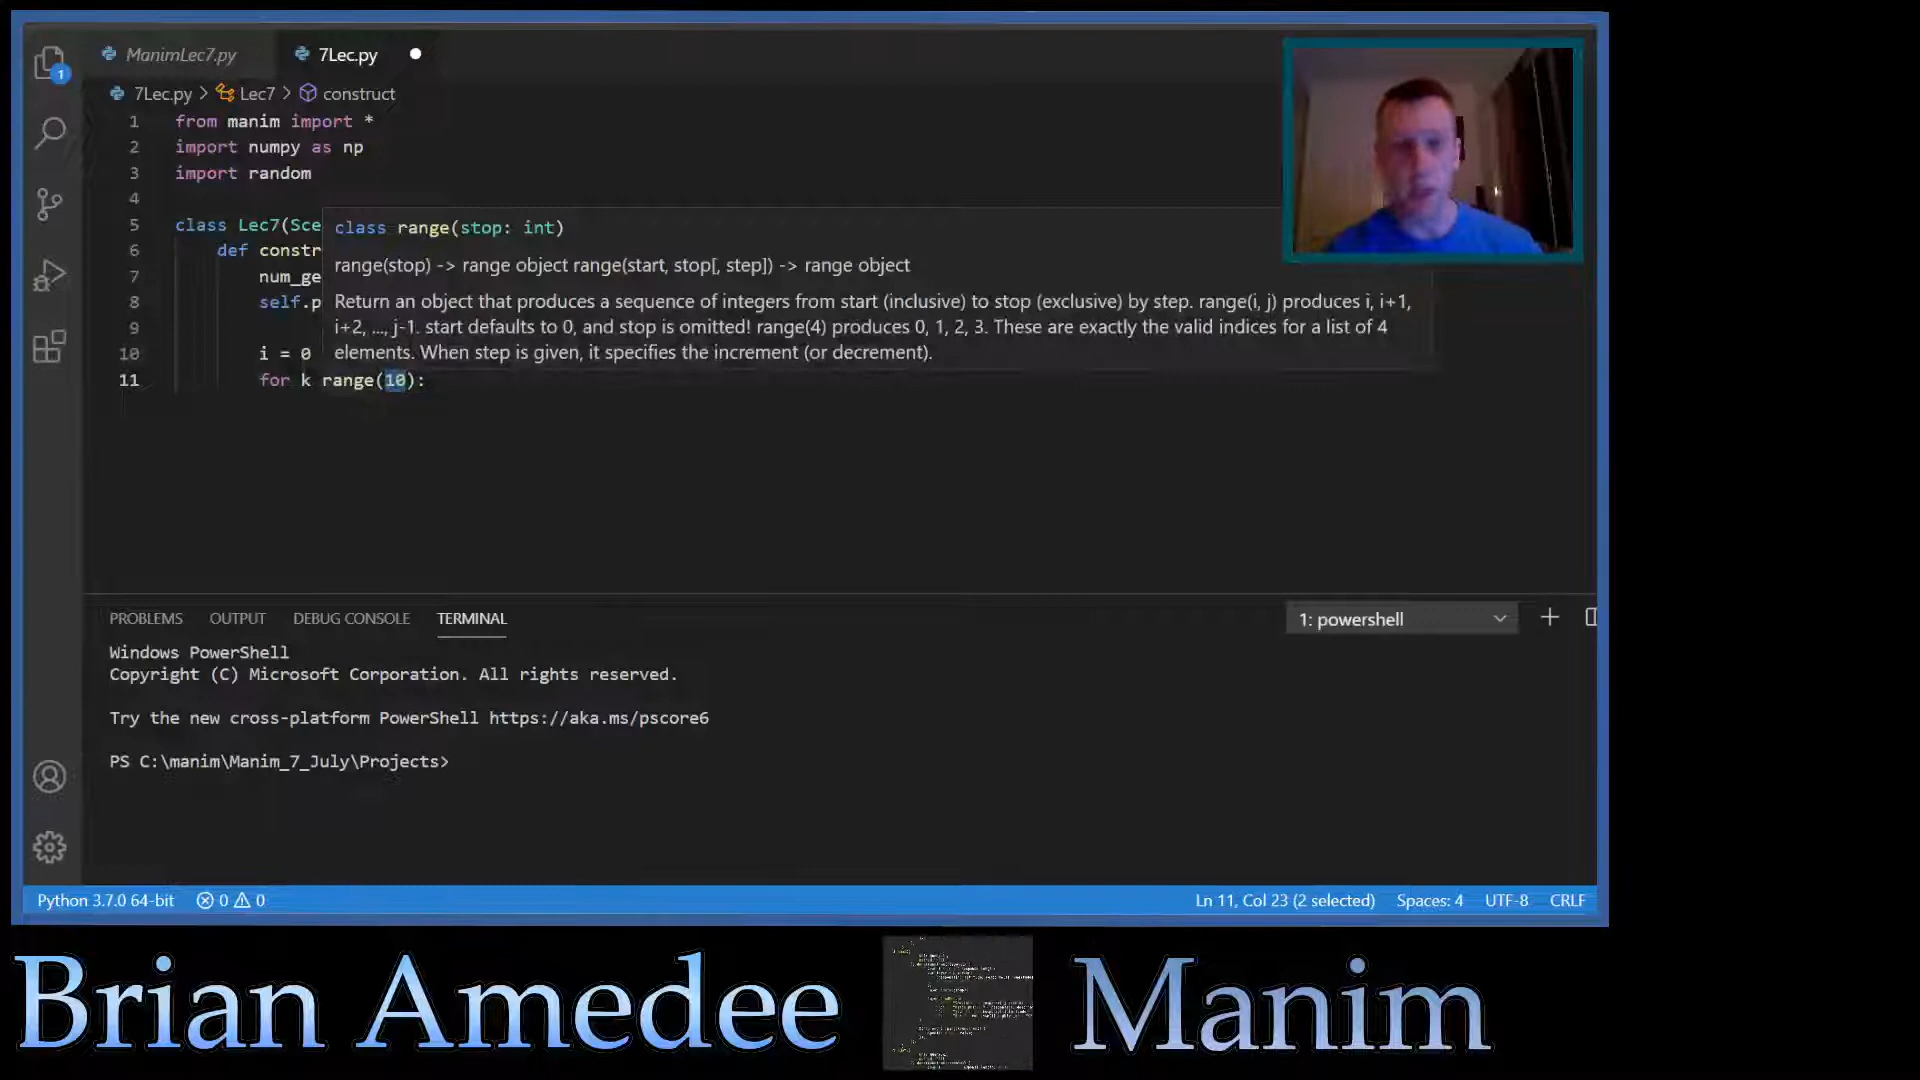 ManimLec7.py
7Lec.py
1
7Lec.py > Lec7 > construct
1 from manim import *
2 import numpy as np
3 import random
4
5 class Lec7(Sce
6 def constr
7 num_ge
8 self.p
9
10 i = 0
11 for k range(10):
class range(stop: int)
range(stop) -> range object range(start, stop[, step]) -> range object
Return an object that produces a sequence of integers from start (inclusive) to stop (exclusive) by step. range(i, j) produces i, i+1,
i+2, ..., j-1. start defaults to 0, and stop is omitted! range(4) produces 0, 1, 2, 3. These are exactly the valid indices for a list of 4
elements. When step is given, it specifies the increment (or decrement).
PROBLEMS OUTPUT DEBUG CONSOLE TERMINAL
1: powershell
Windows PowerShell
Copyright (C) Microsoft Corporation. All rights reserved.
Try the new cross-platform PowerShell https://aka.ms/pscore6
PS C:\manim\Manim_7_July\Projects>
Python 3.7.0 64-bit 0 0 Ln 11, Col 23 (2 selected) Spaces: 4 UTF-8 CRLF
Brian Amedee Manim